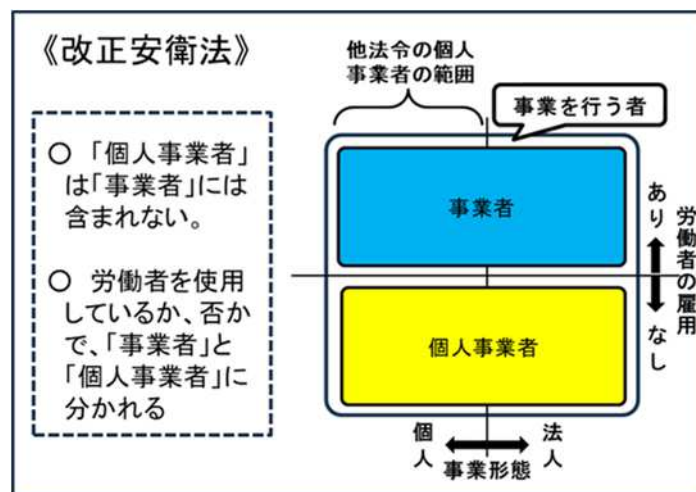 《改正安衛法》
○ 「個人事業者」
は「事業者」には
含まれない。
○ 労働者を使用
しているか、否か
で、「事業者」と
「個人事業者」に
分かれる
他法令の個人
事業者の範囲
事業を行う者
事業者
個人事業者
あり
なし
労働者の雇用
個人
法人
事業形態